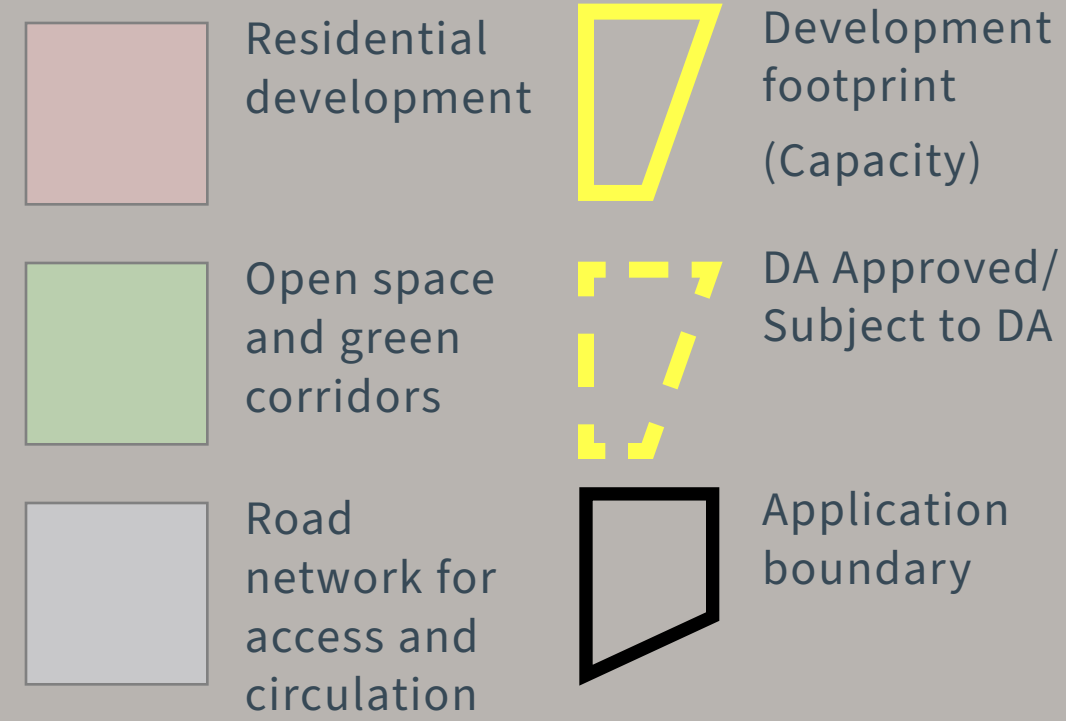 Residential
development
Open space
and green
corridors
Road
network for
access and
circulation
Development
footprint
(Capacity)
DA Approved/
Subject to DA
Application
boundary